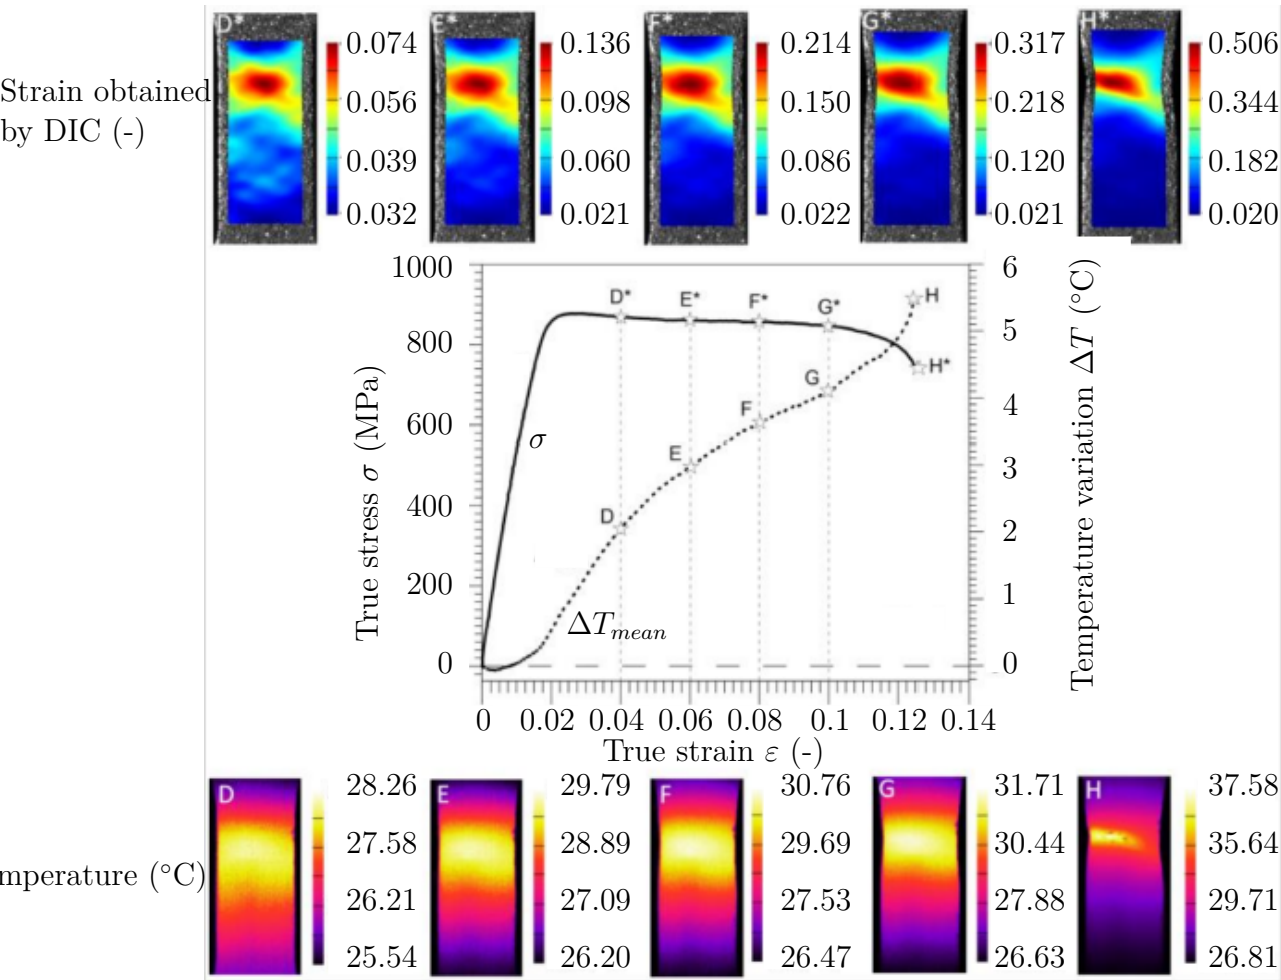 D* E* F* G* H*
0.074 0.136 0.214 0.317 0.506
Strain obtained
by DIC (-)
0.056 0.098 0.150 0.218 0.344
0.039 0.060 0.086 0.120 0.182
0.032 0.021 0.022 0.021 0.020
1000 6
D* E* F* G* H
800 5
H*
G
F 4
600
σ
E 3
400
D 2
200 1
ΔTmean
0 0
True stress σ (MPa)
Temperature variation ΔT (°C)
0 0.02 0.04 0.06 0.08 0.1 0.12 0.14
True strain ε (-)
D E F G H
28.26 29.79 30.76 31.71 37.58
27.58 28.89 29.69 30.44 35.64
mperature (°C)
26.21 27.09 27.53 27.88 29.71
25.54 26.20 26.47 26.63 26.81